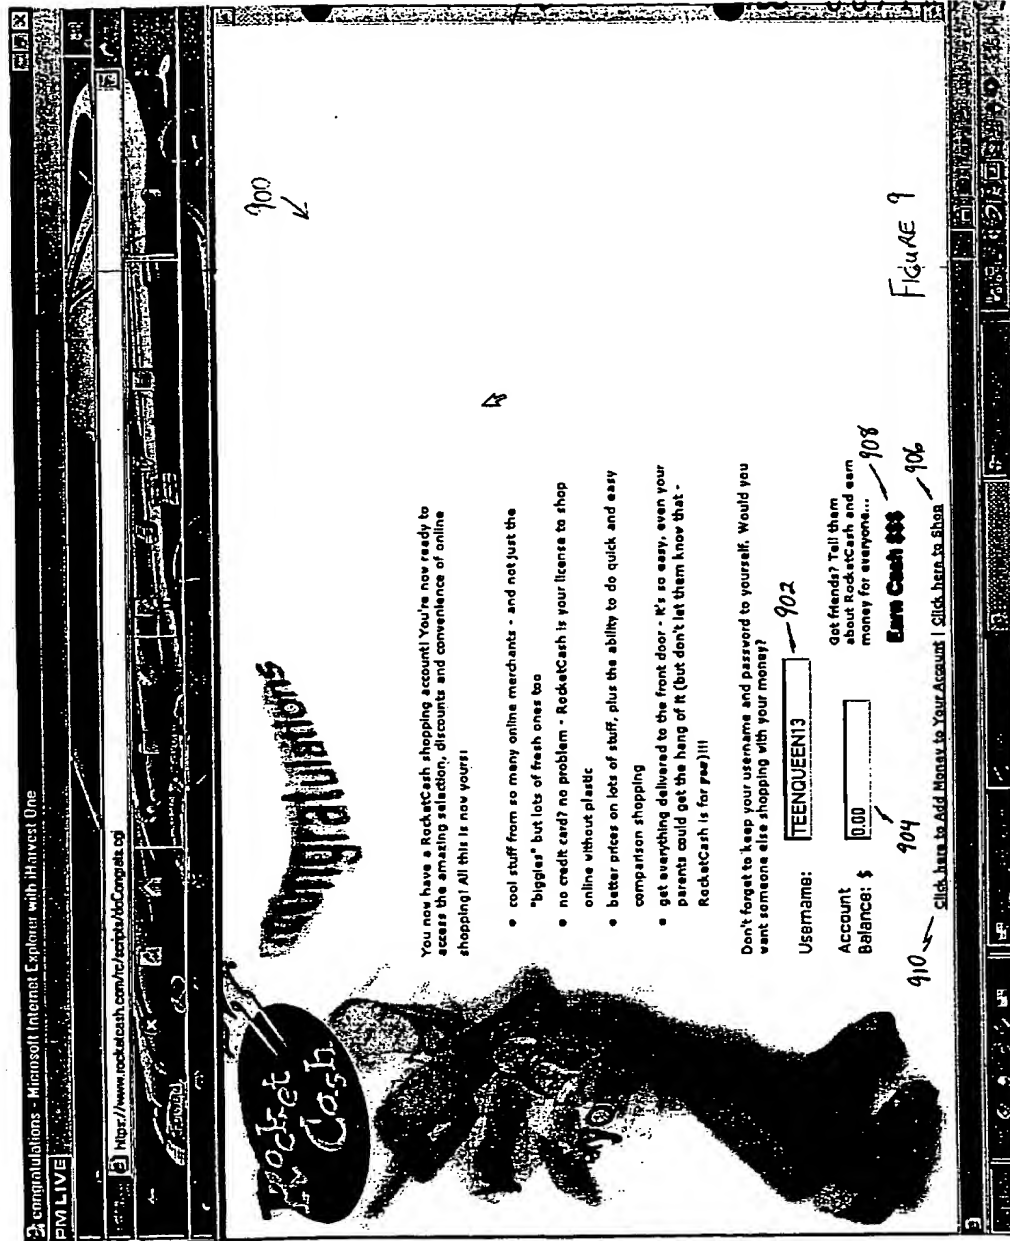 congratulations - Microsoft Internet Explorer with iHarvest One
PM LIVE
900
Rocket
Cash
congratulations
You now have a RocketCash shopping account! You're now ready to
access the amazing selection, discounts and convenience of online
shopping! All this is now yours!
• cool stuff from so many online merchants - and not just the
"biggies" but lots of fresh ones too
• no credit card? no problem - RocketCash is your license to shop
online without plastic
• better prices on lots of stuff, plus the ability to do quick and easy
comparison shopping
• get everything delivered to the front door - it's so easy, even your
parents could get the hang of it (but don't let them know that -
RocketCash is for you)!!!
Don't forget to keep your username and password to yourself. Would you
want someone else shopping with your money?
Username:
TEENQUEEN13
902
Account
Balance: $
0.00
904
Got friends? Tell them
about RocketCash and earn
money for everyone...
Earn Cash $$$
908
906
910
Click here to Add Money to Your Account | Click here to Shop
FIGURE 9